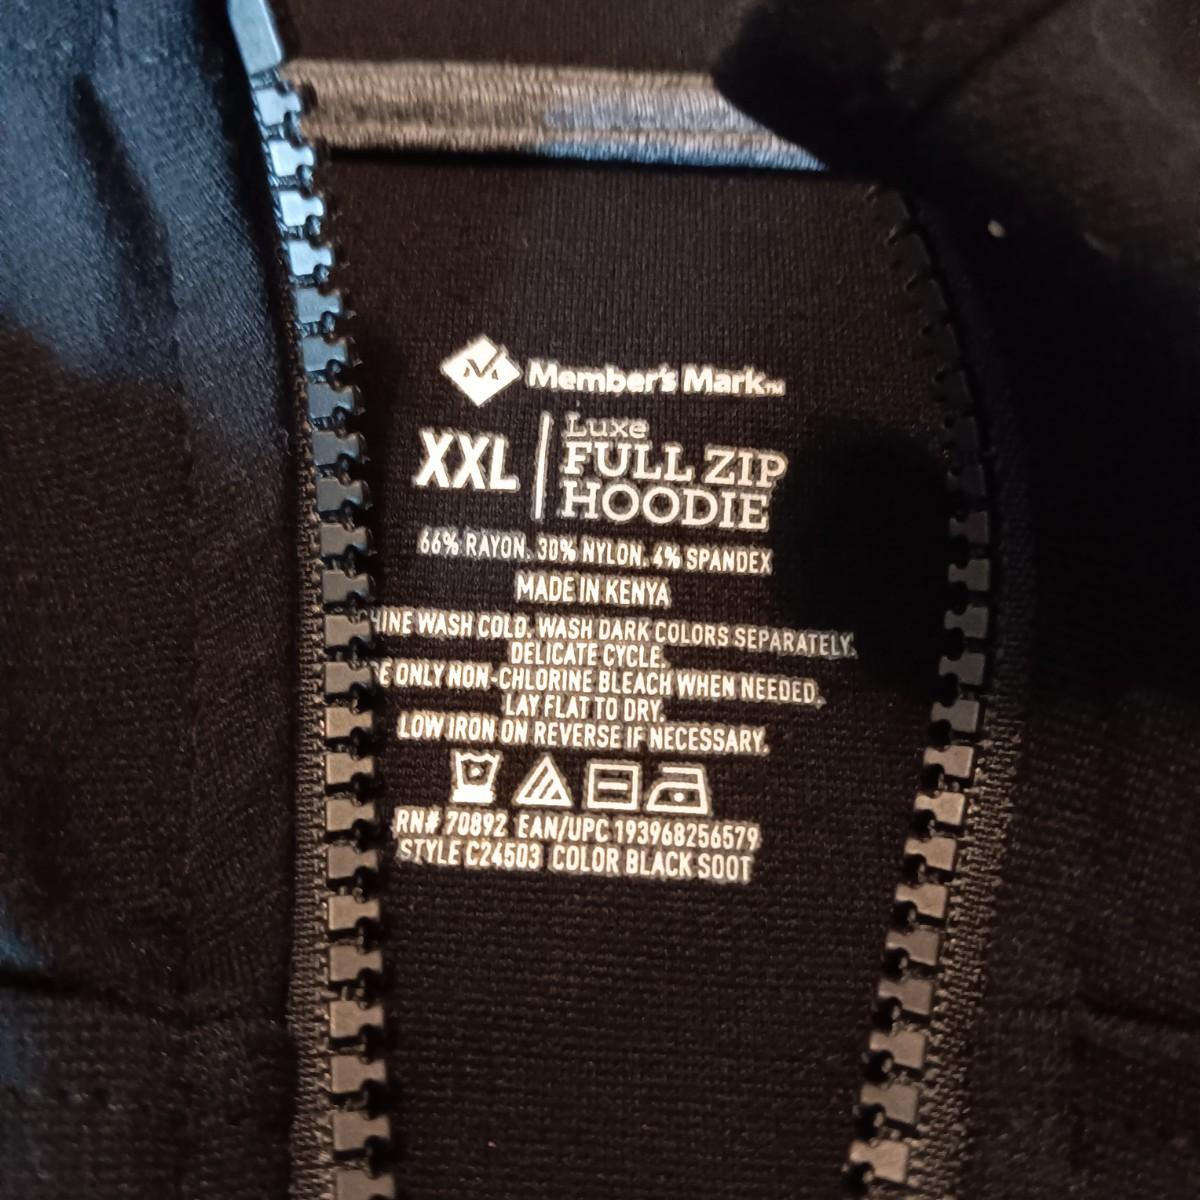 Member's Mark™
XXL
Luxe
FULL ZIP
HOODIE
66% RAYON, 30% NYLON, 4% SPANDEX
MADE IN KENYA
WASH COLD. WASH DARK COLORS SEPARATELY.
DELICATE CYCLE.
ONLY NON-CHLORINE BLEACH WHEN NEEDED.
LAY FLAT TO DRY.
LOW IRON ON REVERSE IF NECESSARY.
RN# 70892 EAN/UPC 193968256579
STYLE C24503 COLOR BLACK SOOT